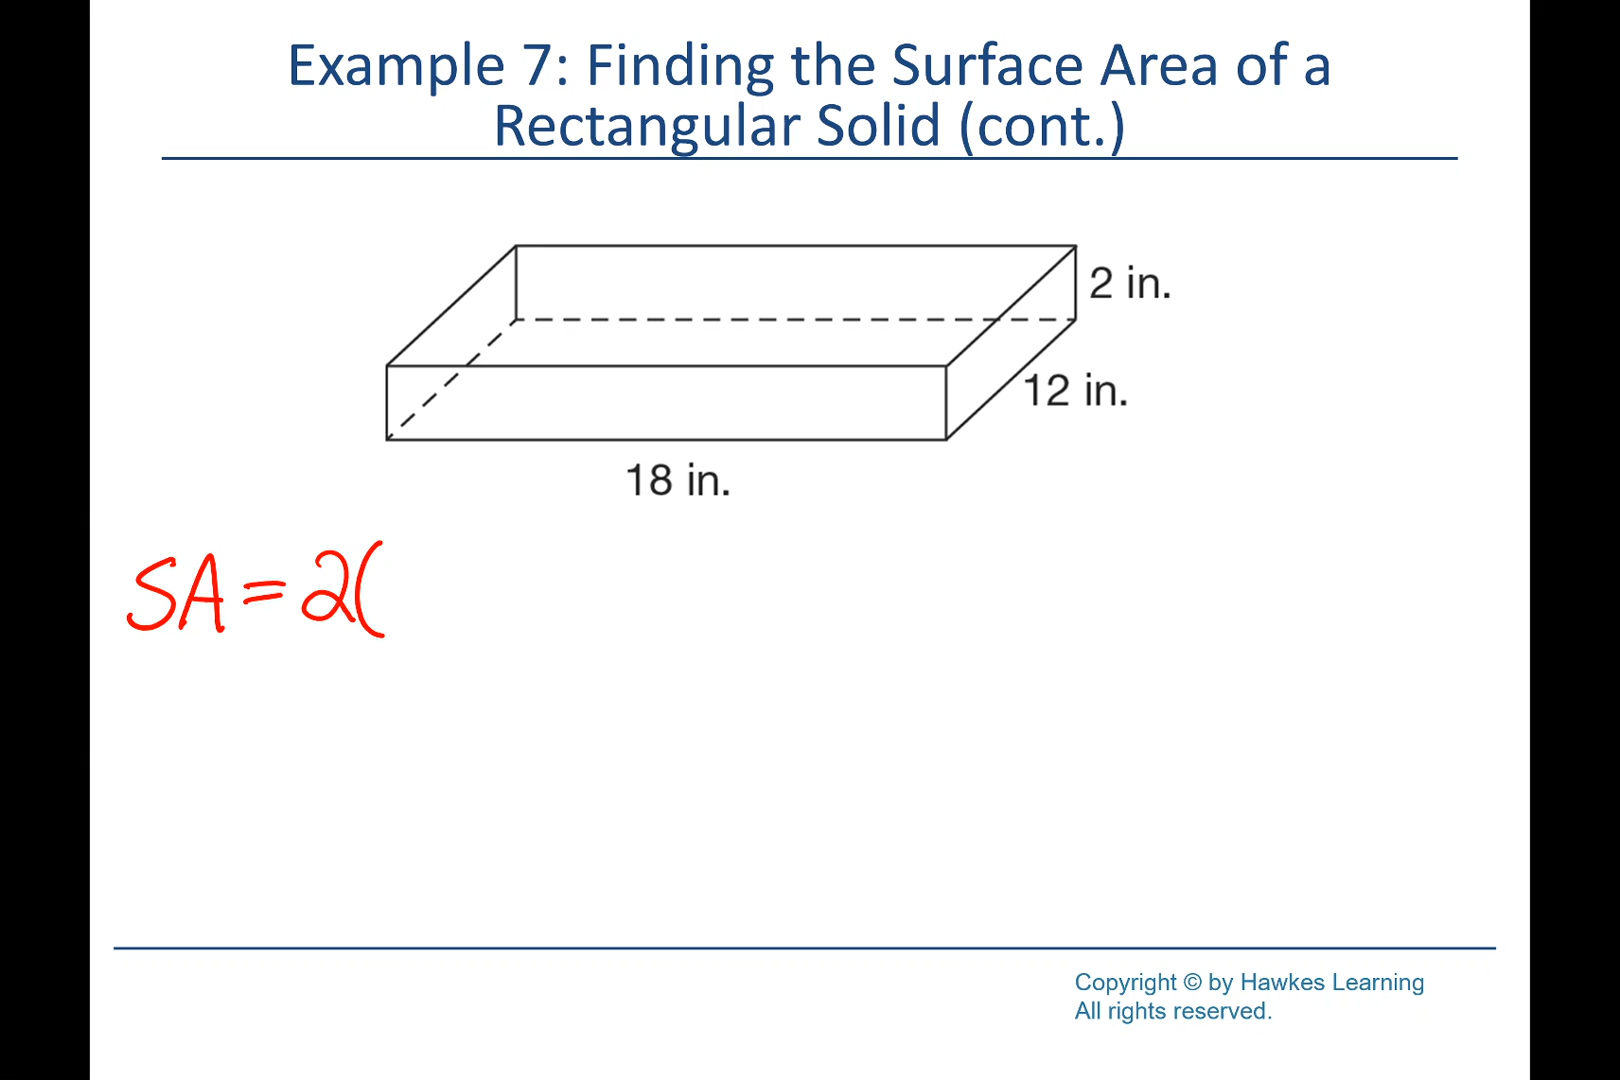 Example 7: Finding the Surface Area of a
Rectangular Solid (cont.)
2 in.
12 in.
18 in.
SA = 2(
Copyright © by Hawkes Learning
All rights reserved.